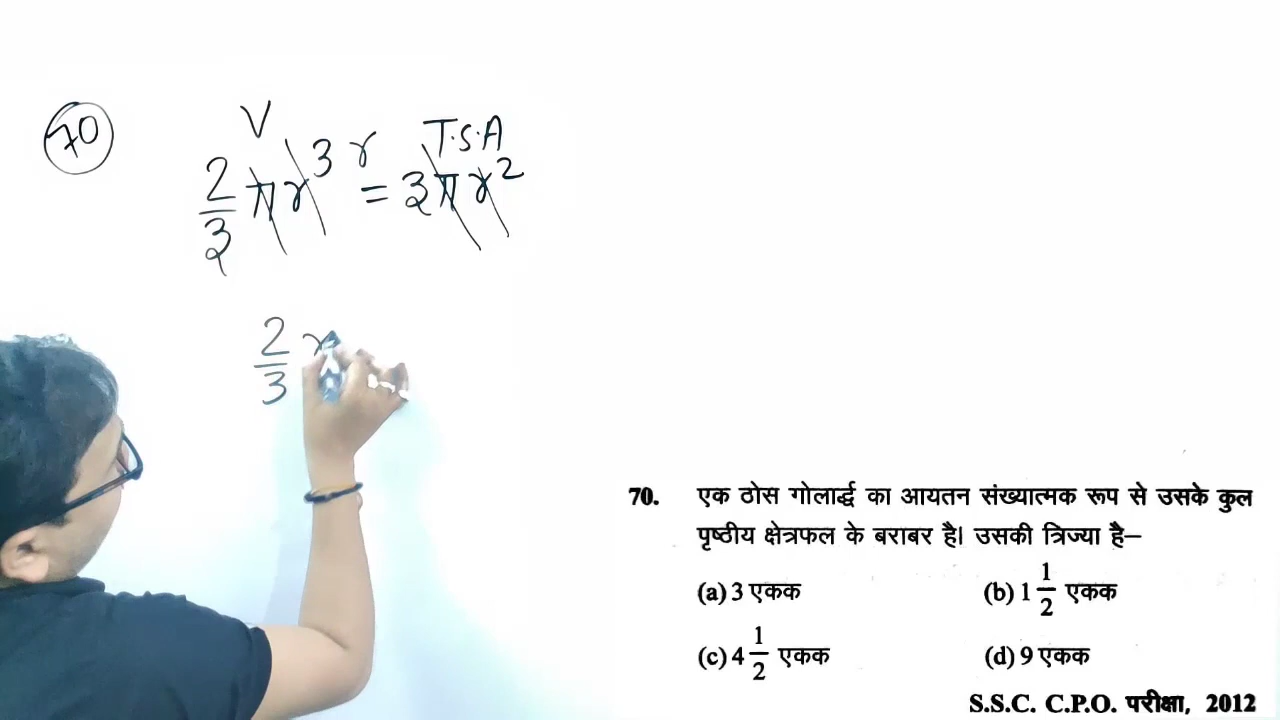 70
V T.S.A
2/3 πr³ r = 3πr²
2/3 r
70. एक ठोस गोलार्द्ध का आयतन संख्यात्मक रूप से उसके कुल
पृष्ठीय क्षेत्रफल के बराबर है। उसकी त्रिज्या है–
(a) 3 एकक (b) 1 1/2 एकक
(c) 4 1/2 एकक (d) 9 एकक
S.S.C. C.P.O. परीक्षा, 2012